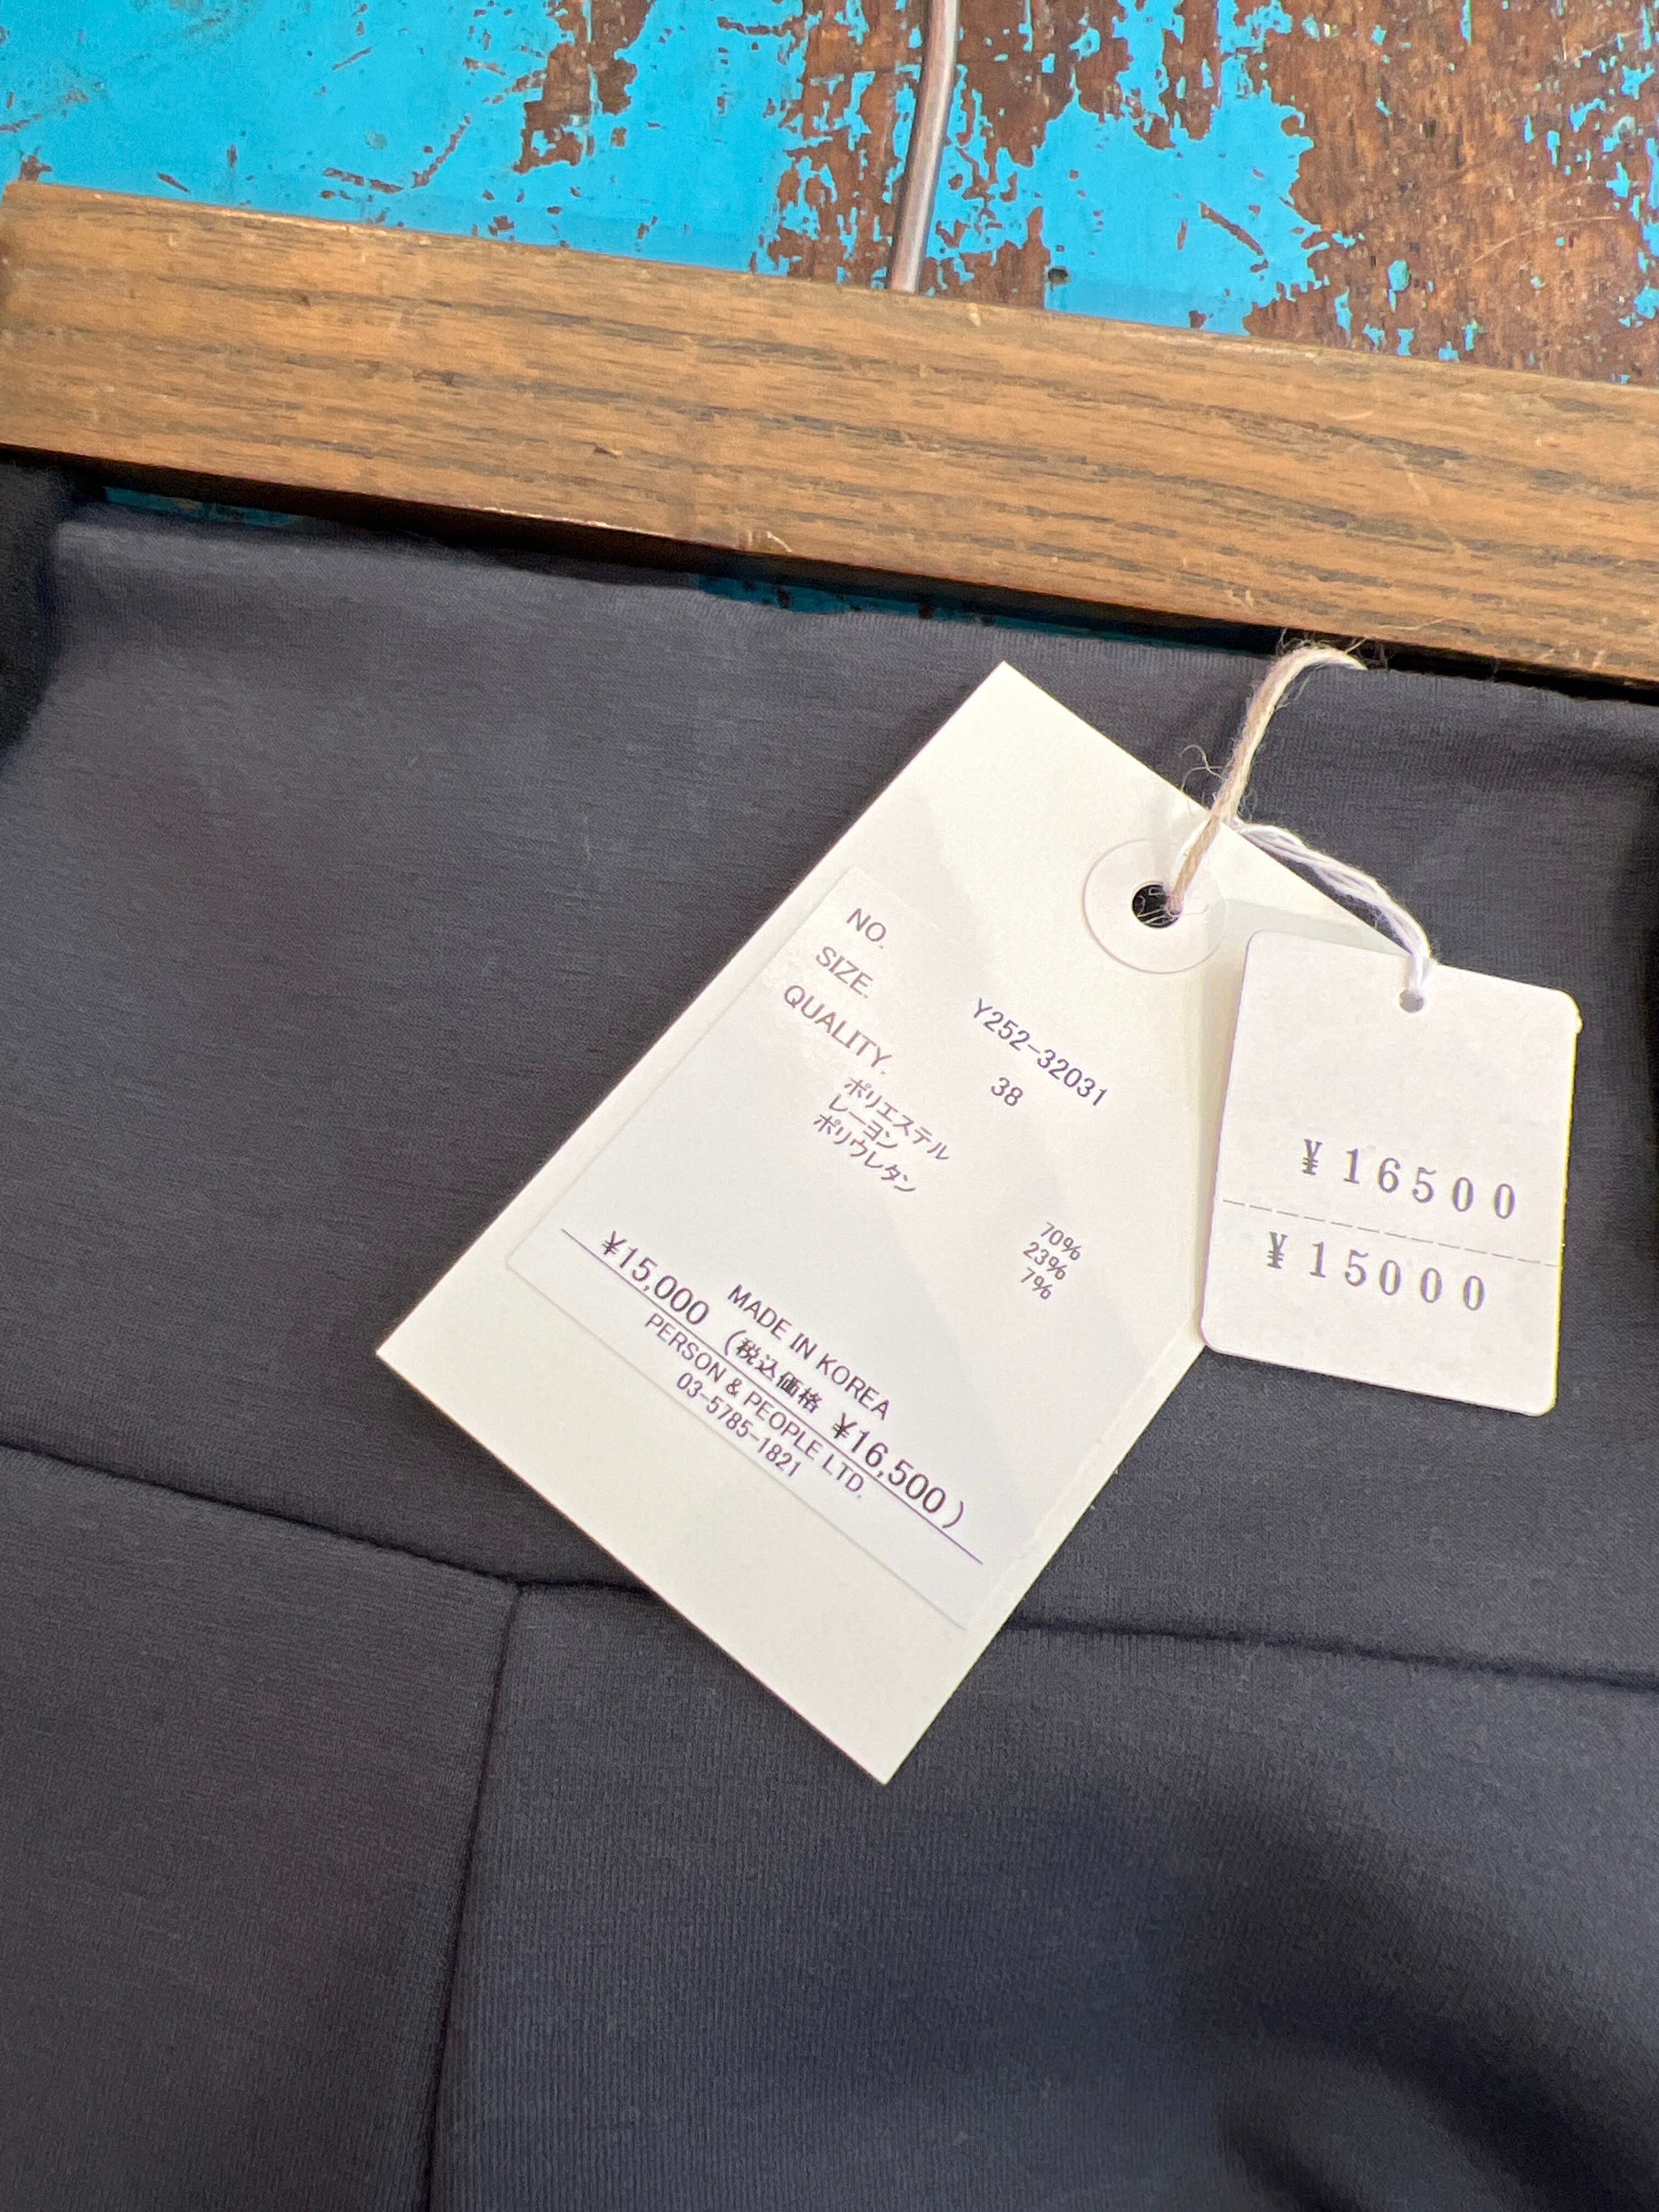 NO. Y252-32031
SIZE. 38
QUALITY.
ポリエステル 70%
レーヨン 23%
ポリウレタン 7%
MADE IN KOREA
¥15,000 (税込価格 ¥16,500)
PERSON & PEOPLE LTD.
03-5785-1821
¥16500
¥15000